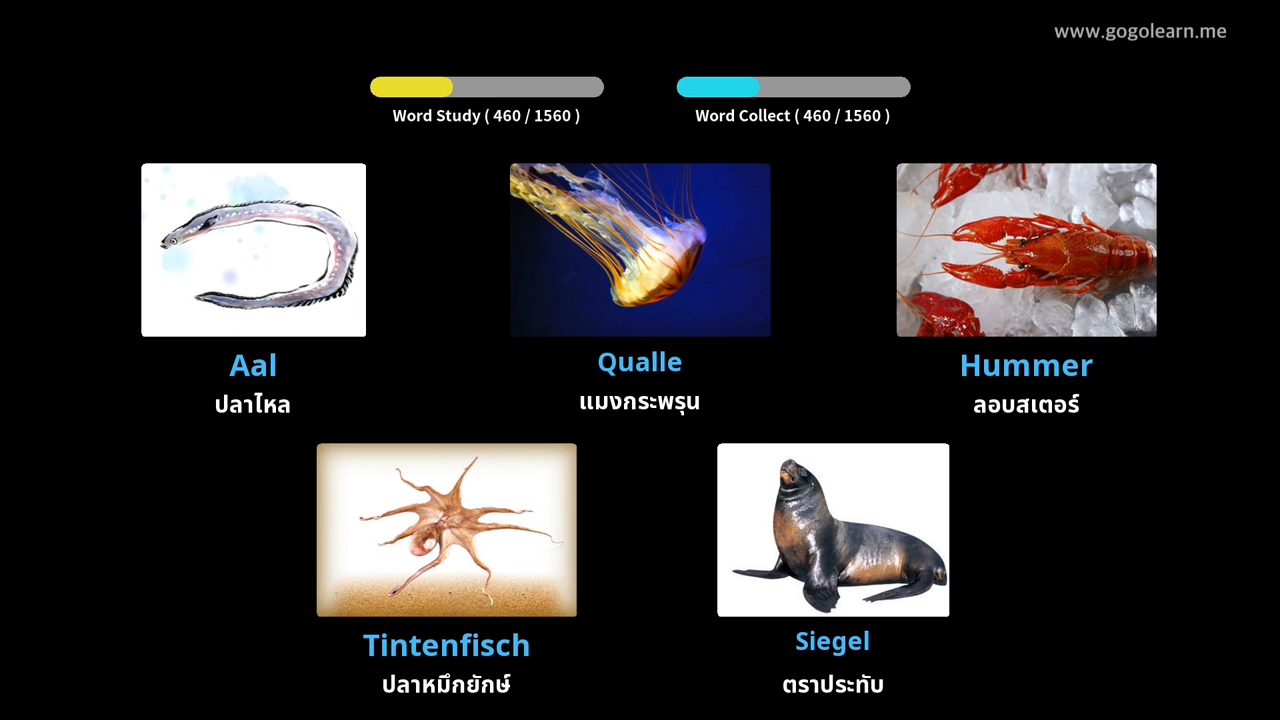 www.gogolearn.me
Word Study ( 460 / 1560 )
Word Collect ( 460 / 1560 )
Aal
ปลาไหล
Qualle
แมงกระพรุน
Hummer
ลอบสเตอร์
Tintenfisch
ปลาหมึกยักษ์
Siegel
ตราประทับ